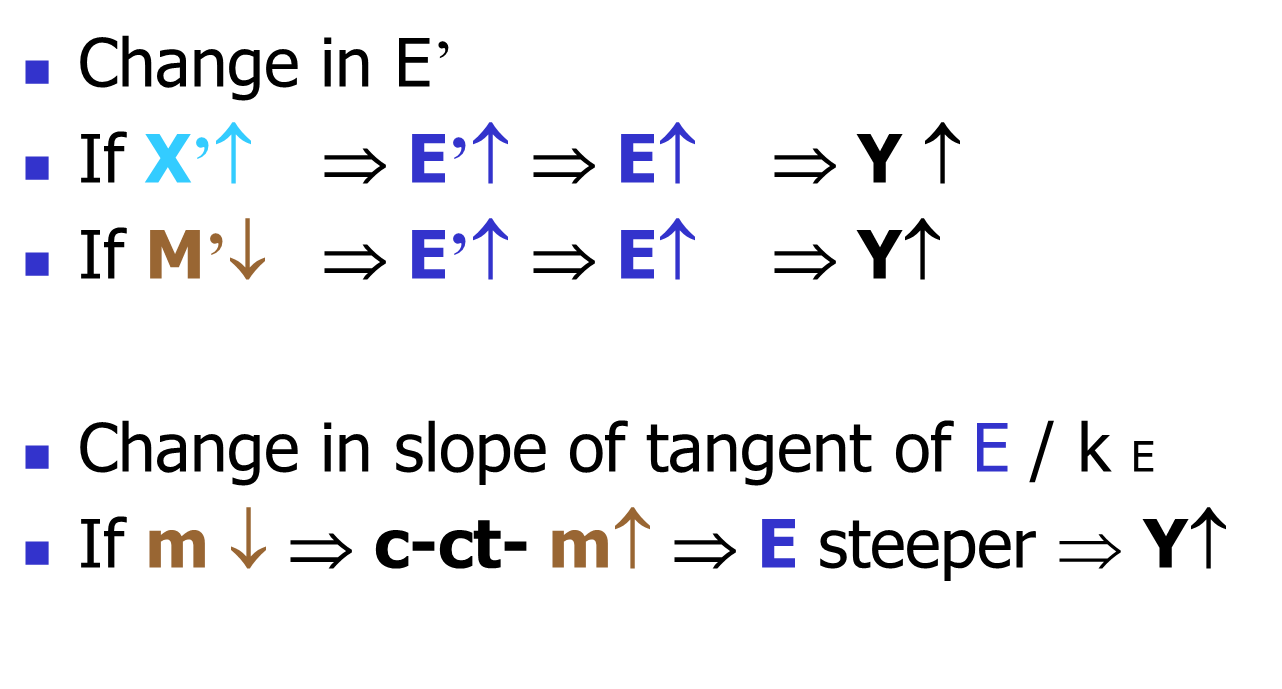 ▪ Change in E’
▪ If X’↑ ⇒ E’↑ ⇒ E↑ ⇒ Y ↑
▪ If M’↓ ⇒ E’↑ ⇒ E↑ ⇒ Y↑
▪ Change in slope of tangent of E / k E
▪ If m ↓ ⇒ c-ct- m↑ ⇒ E steeper ⇒ Y↑